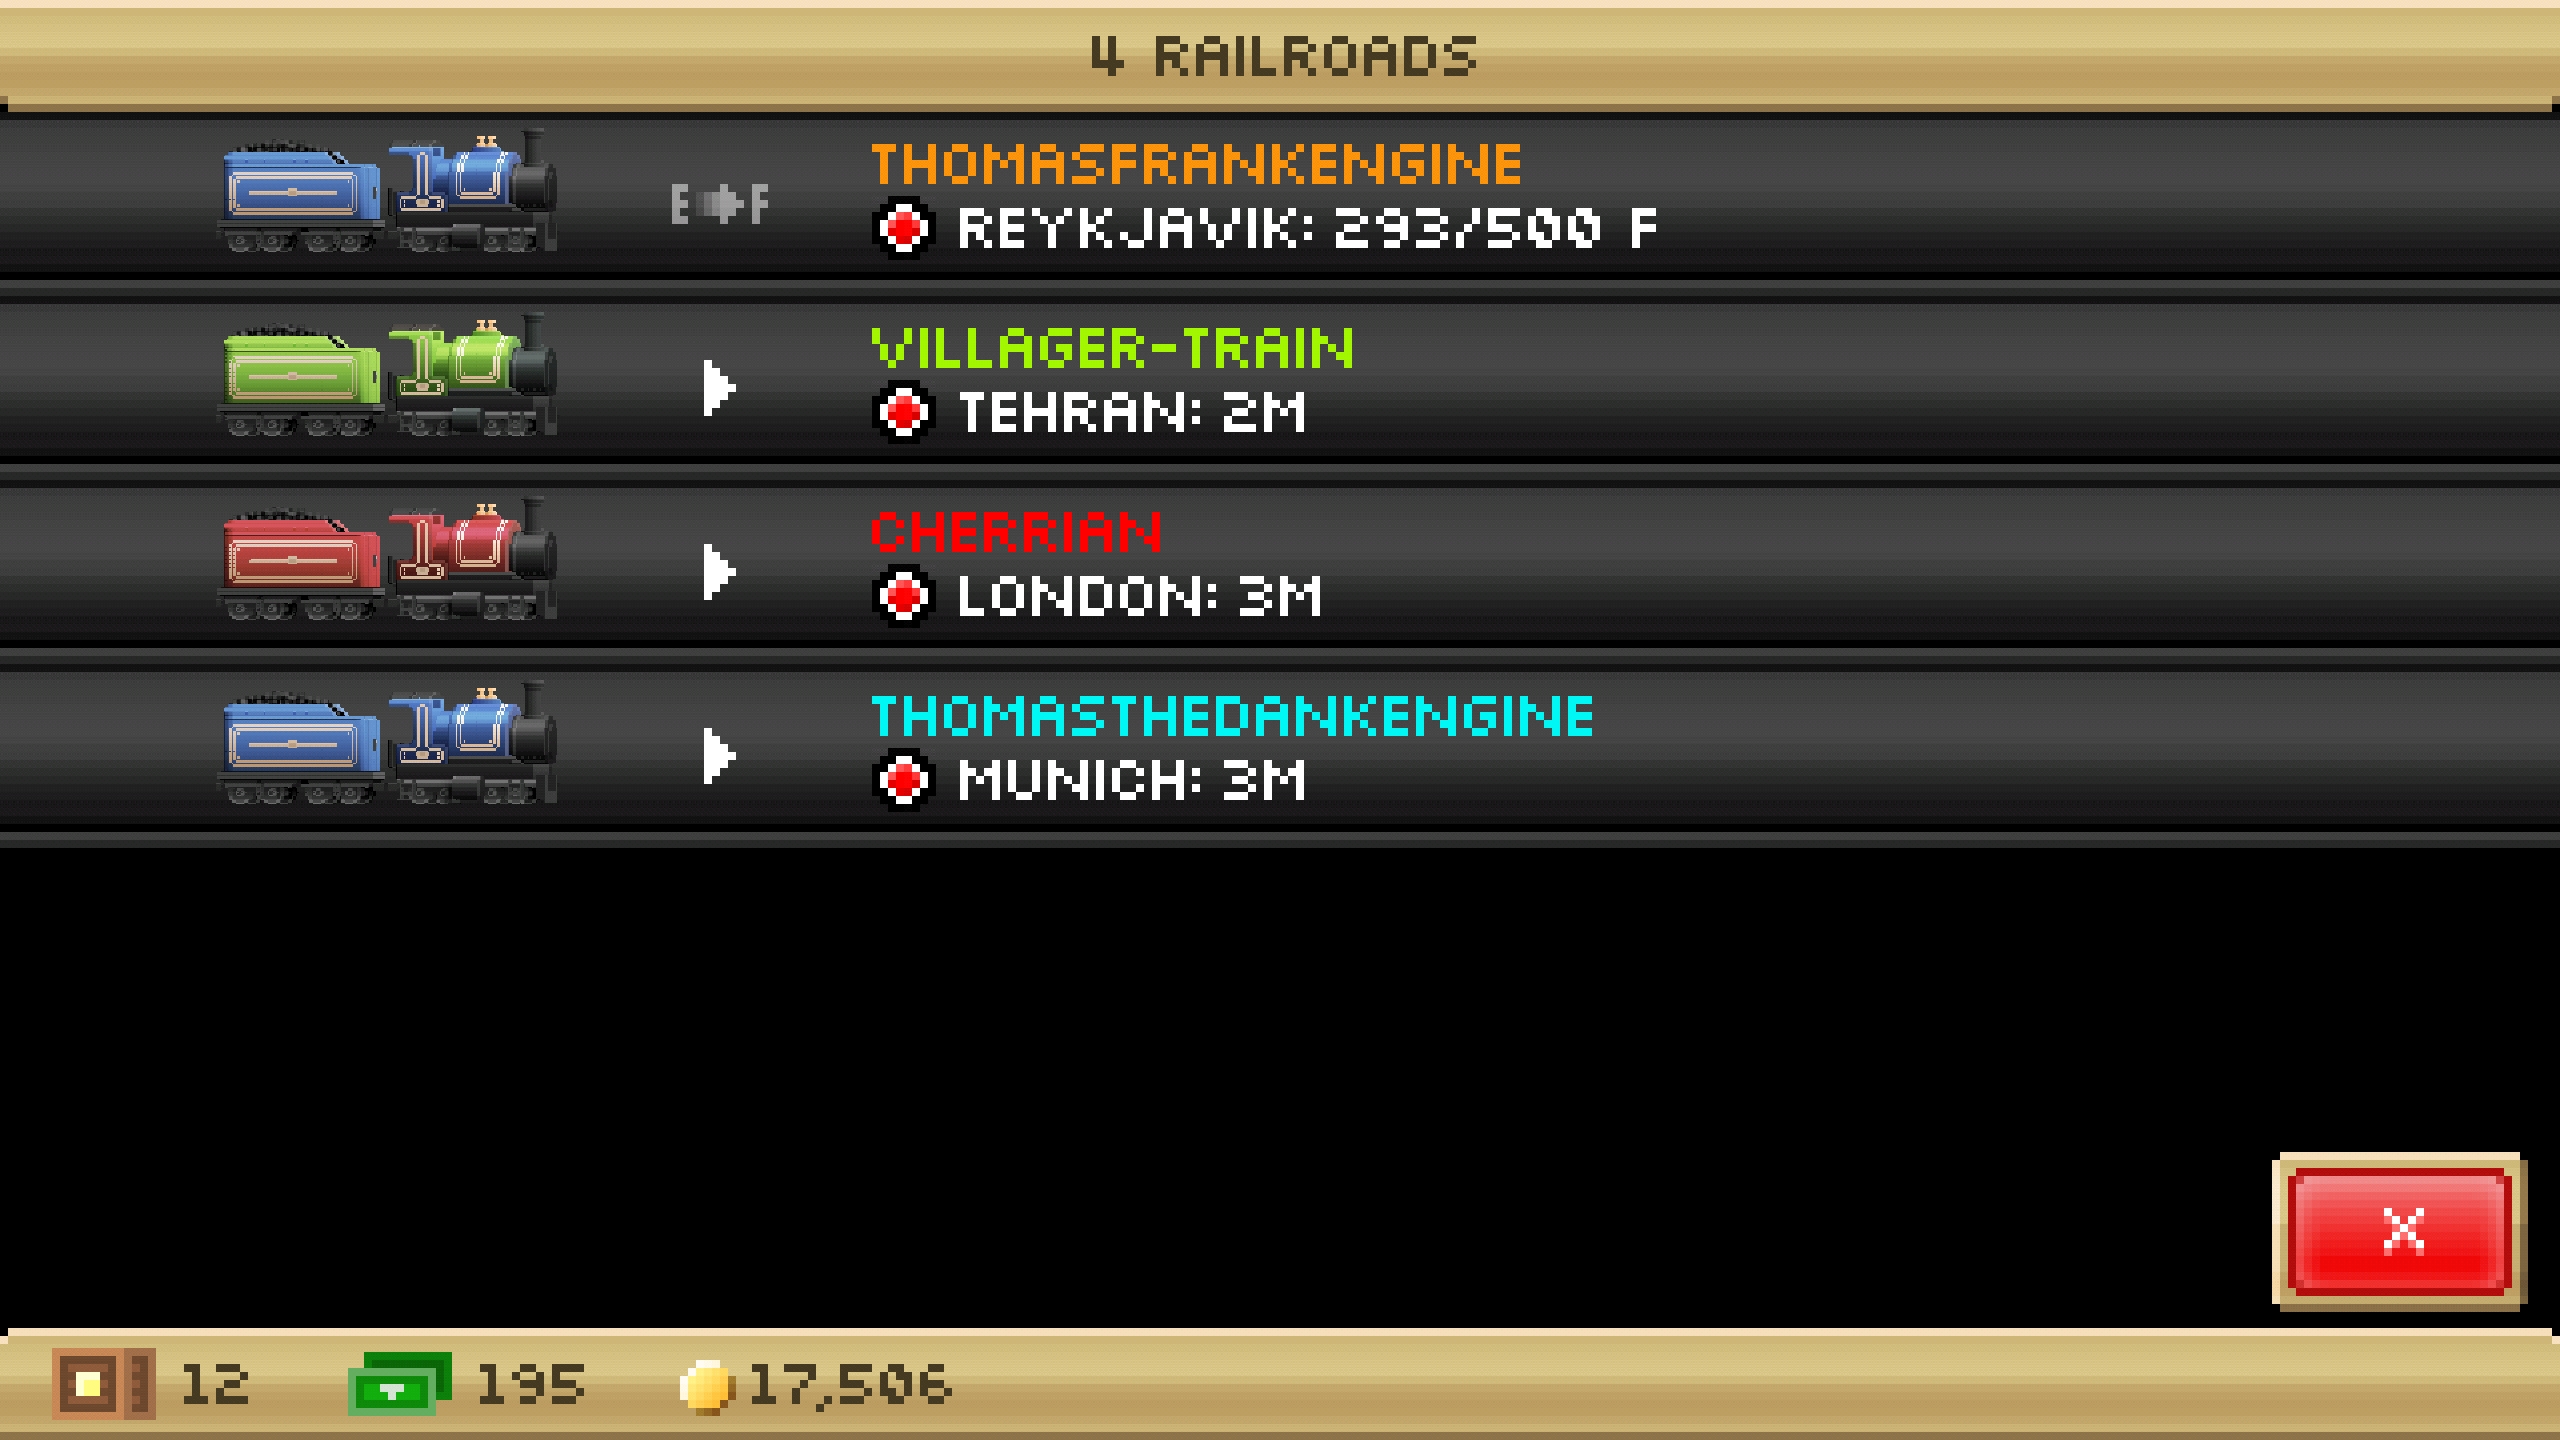 4 RAILROADS
THOMASFRANKENGINE
E F
REYKJAVIK: 293/500 F
VILLAGER-TRAIN
TEHRAN: 2M
CHERRIAN
LONDON: 3M
THOMASTHEDANKENGINE
MUNICH: 3M
X
12 195 17,506